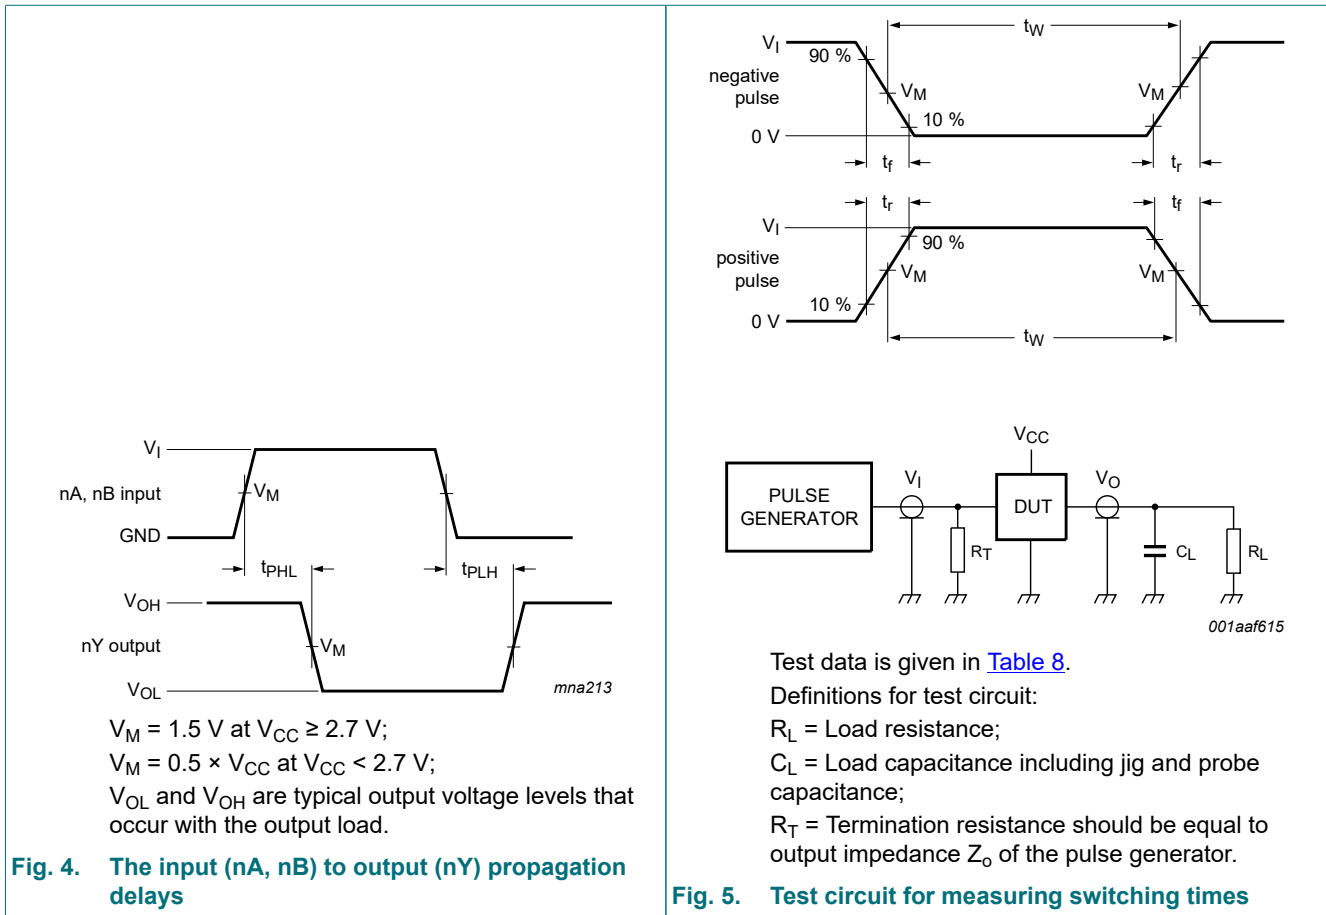 V_I
nA, nB input
V_M
GND
t_PHL
t_PLH
V_OH
nY output
V_M
V_OL
mna213
V_M = 1.5 V at V_CC ≥ 2.7 V;
V_M = 0.5 × V_CC at V_CC < 2.7 V;
V_OL and V_OH are typical output voltage levels that
occur with the output load.
Fig. 4. The input (nA, nB) to output (nY) propagation
delays
t_W
V_I
90 %
negative
pulse
V_M
V_M
10 %
0 V
t_f
t_r
t_r
t_f
V_I
90 %
positive
pulse
V_M
V_M
10 %
0 V
t_W
V_CC
PULSE
GENERATOR
V_I
DUT
V_O
R_T
C_L
R_L
001aaf615
Test data is given in Table 8.
Definitions for test circuit:
R_L = Load resistance;
C_L = Load capacitance including jig and probe
capacitance;
R_T = Termination resistance should be equal to
output impedance Z_o of the pulse generator.
Fig. 5. Test circuit for measuring switching times